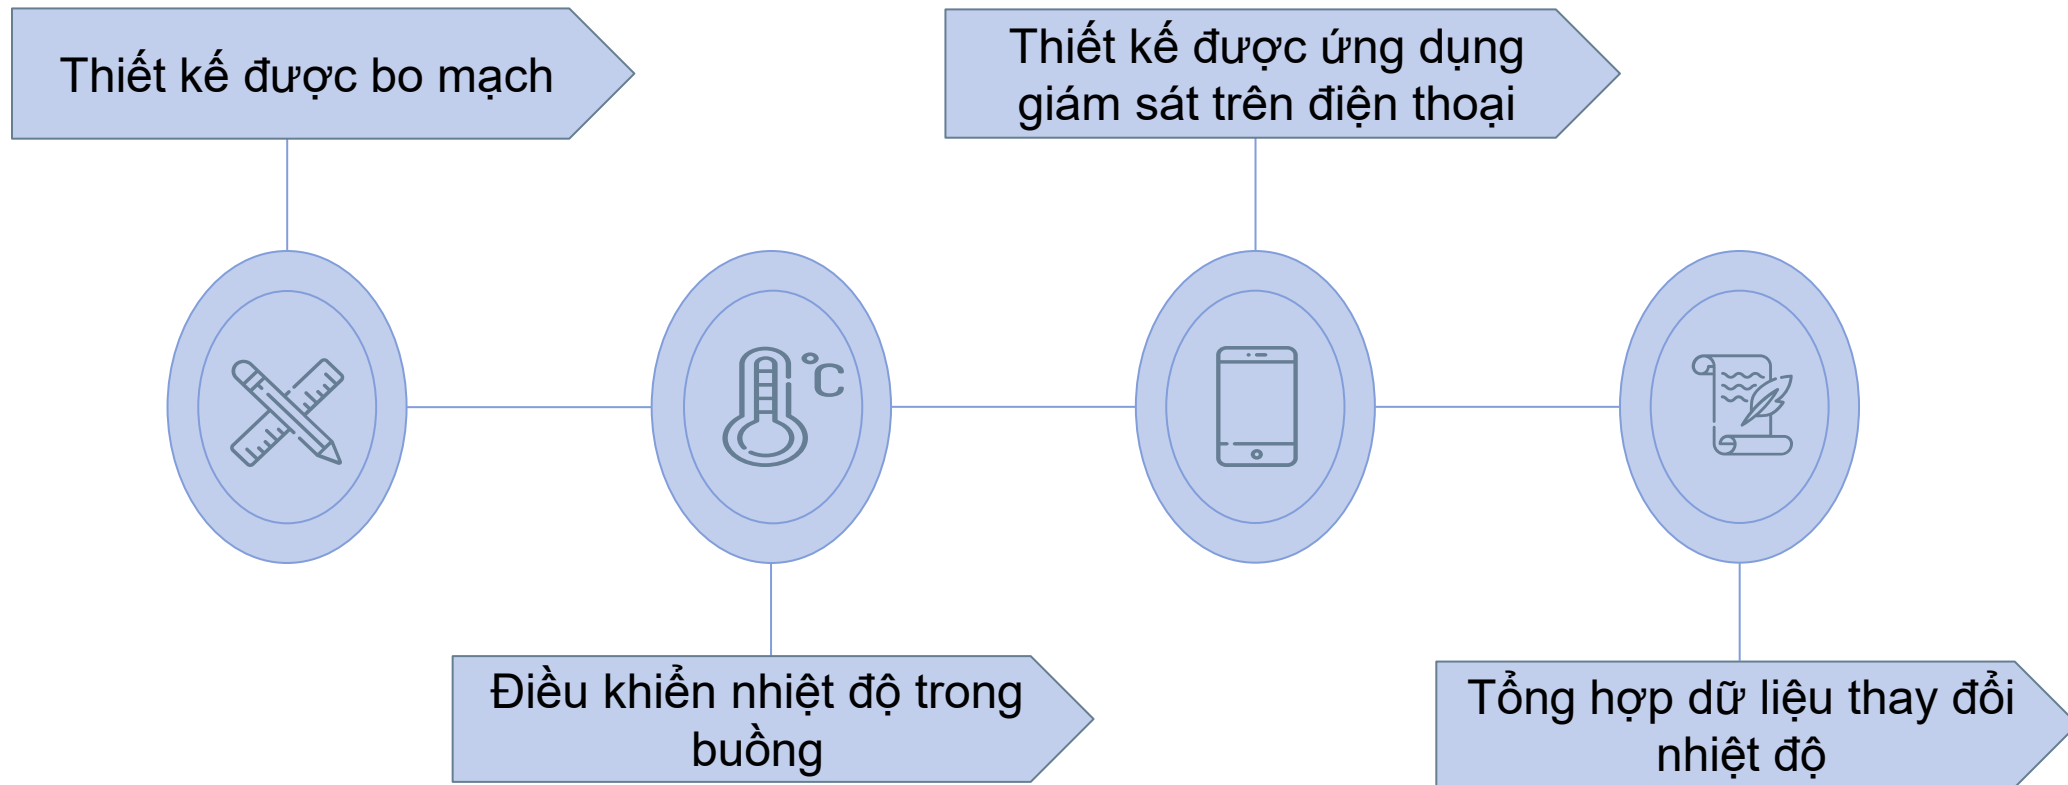 Thiết kế được bo mạch
Thiết kế được ứng dụng
giám sát trên điện thoại
°C
Điều khiển nhiệt độ trong
buồng
Tổng hợp dữ liệu thay đổi
nhiệt độ